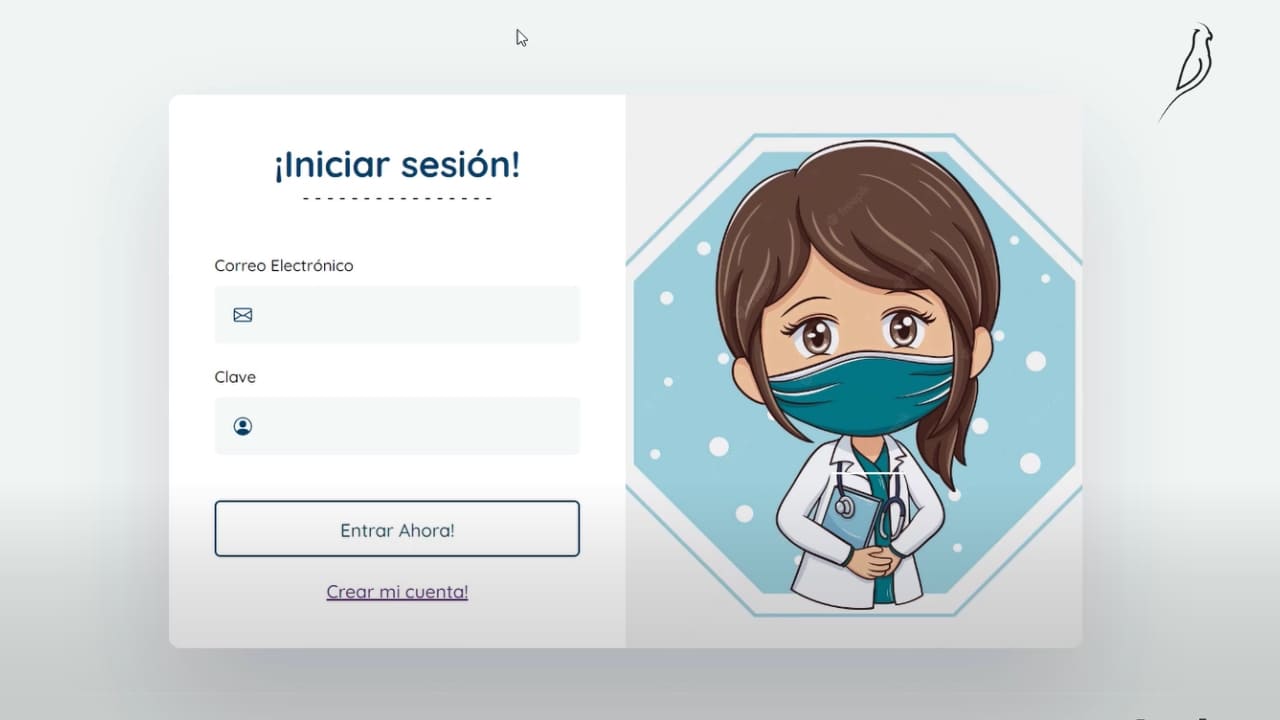 ¡Iniciar sesión!
Correo Electrónico
Clave
Entrar Ahora!
Crear mi cuenta!